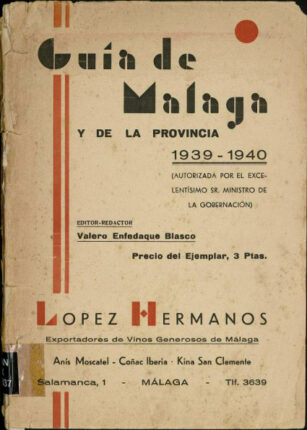 Guía de
Malaga
Y DE LA PROVINCIA
1939-1940
(AUTORIZADA POR EL EXCE-
LENTÍSIMO SR. MINISTRO DE
LA GOBERNACIÓN)
EDITOR-REDACTOR
Valero Enfedaque Blasco
Precio del Ejemplar, 3 Ptas.
LOPEZ HERMANOS
Exportadores de Vinos Generosos de Málaga
Anís Moscatel - Coñac Iberia - Kina San Clemente
Salamanca, 1 - MÁLAGA - Tlf. 3639